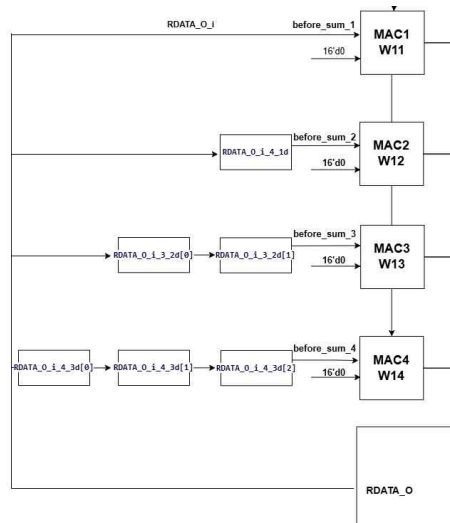 RDATA_O_i
before_sum_1
16'd0
MAC1
W11
RDATA_O_i_4_1d
before_sum_2
16'd0
MAC2
W12
RDATA_O_i_3_2d[0]
RDATA_O_i_3_2d[1]
before_sum_3
16'd0
MAC3
W13
RDATA_O_i_4_3d[0]
RDATA_O_i_4_3d[1]
RDATA_O_i_4_3d[2]
before_sum_4
16'd0
MAC4
W14
RDATA_O